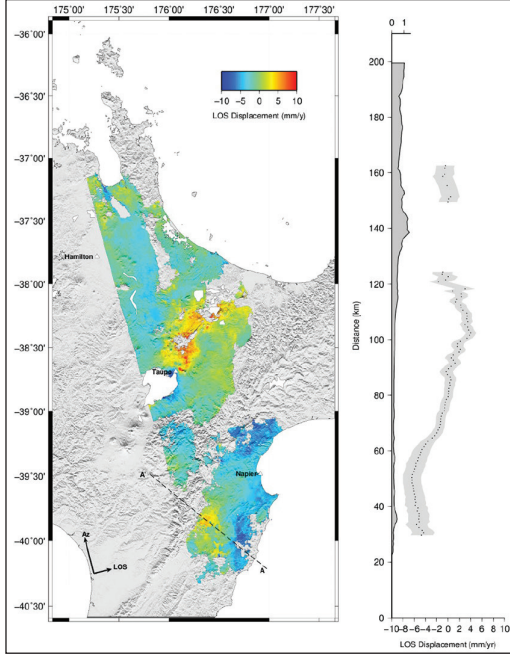 175°00' 175°30' 176°00' 176°30' 177°00' 177°30'
0 1
−36°00'
−36°30'
−37°00'
−37°30'
−38°00'
−38°30'
−39°00'
−39°30'
−40°00'
−40°30'
−10 −5 0 5 10
LOS Displacement (mm/y)
Hamilton
Taupo
Napier
A'
A
Az
LOS
200
180
160
140
120
100
80
60
40
20
0
Distance (km)
−10 −8 −6 −4 −2 0 2 4 6 8 10
LOS Displacement (mm/yr)